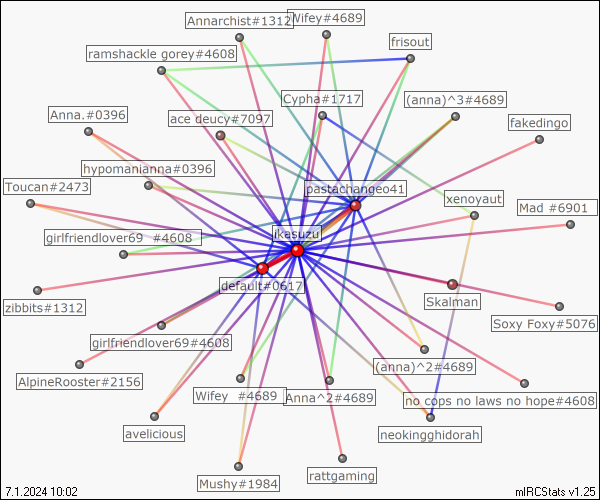 Annarchist#1312
Wifey#4689
ramshackle gorey#4608
frisout
Cypha#1717
(anna)^3#4689
Anna.#0396
ace deucy#7097
fakedingo
hypomanianna#0396
pastachangeo41
Toucan#2473
xenoyaut
Mad #6901
girlfriendlover69 #4608
ikasuzu
default#0617
zibbits#1312
Skalman
Soxy Foxy#5076
girlfriendlover69#4608
(anna)^2#4689
AlpineRooster#2156
Wifey #4689
Anna^2#4689
no cops no laws no hope#4608
avelicious
neokingghidorah
Mushy#1984
rattgaming
7.1.2024 10:02
mIRCStats v1.25